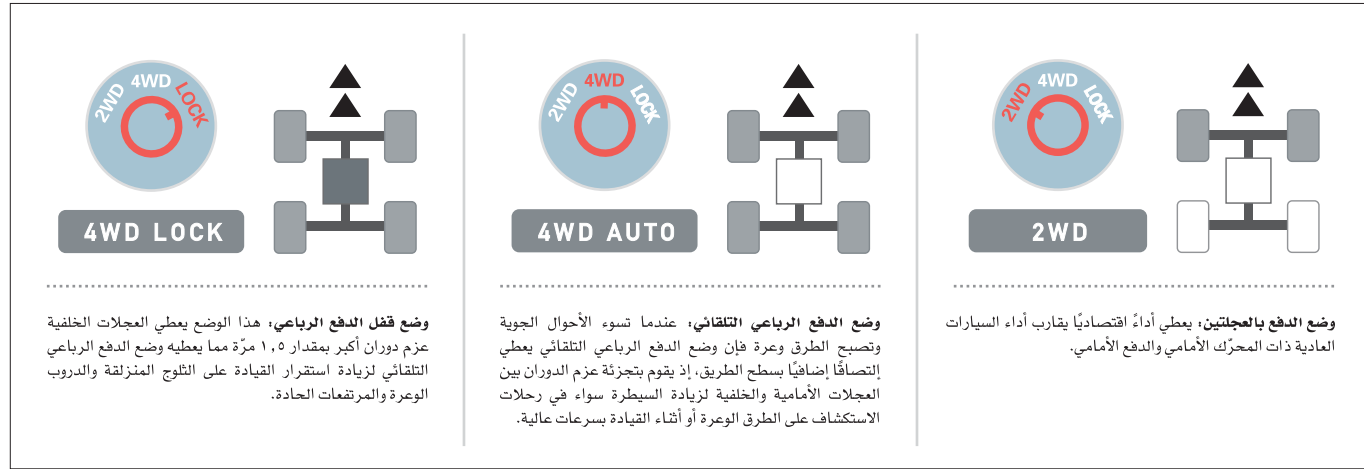 2WD
4WD
LOCK
2WD
وضع الدفع بالعجلتين: يعطي أداءً اقتصاديًا يقارب أداء السيارات
العادية ذات المحرّك الأمامي والدفع الأمامي.
2WD
4WD
LOCK
4WD AUTO
وضع الدفع الرباعي التلقائي: عندما تسوء الأحوال الجوية
وتصبح الطرق وعرة فإن وضع الدفع الرباعي التلقائي يعطي
إلتصاقًا إضافيًا بسطح الطريق، إذ يقوم بتجزئة عزم الدوران بين
العجلات الأمامية والخلفية لزيادة السيطرة سواء في رحلات
الاستكشاف على الطرق الوعرة أو أثناء القيادة بسرعات عالية.
2WD
4WD
LOCK
4WD LOCK
وضع قفل الدفع الرباعي: هذا الوضع يعطي العجلات الخلفية
عزم دوران أكبر بمقدار ١,٥ مرّة مما يعطيه وضع الدفع الرباعي
التلقائي لزيادة استقرار القيادة على الثلوج المنزلقة والدروب
الوعرة والمرتفعات الحادة.